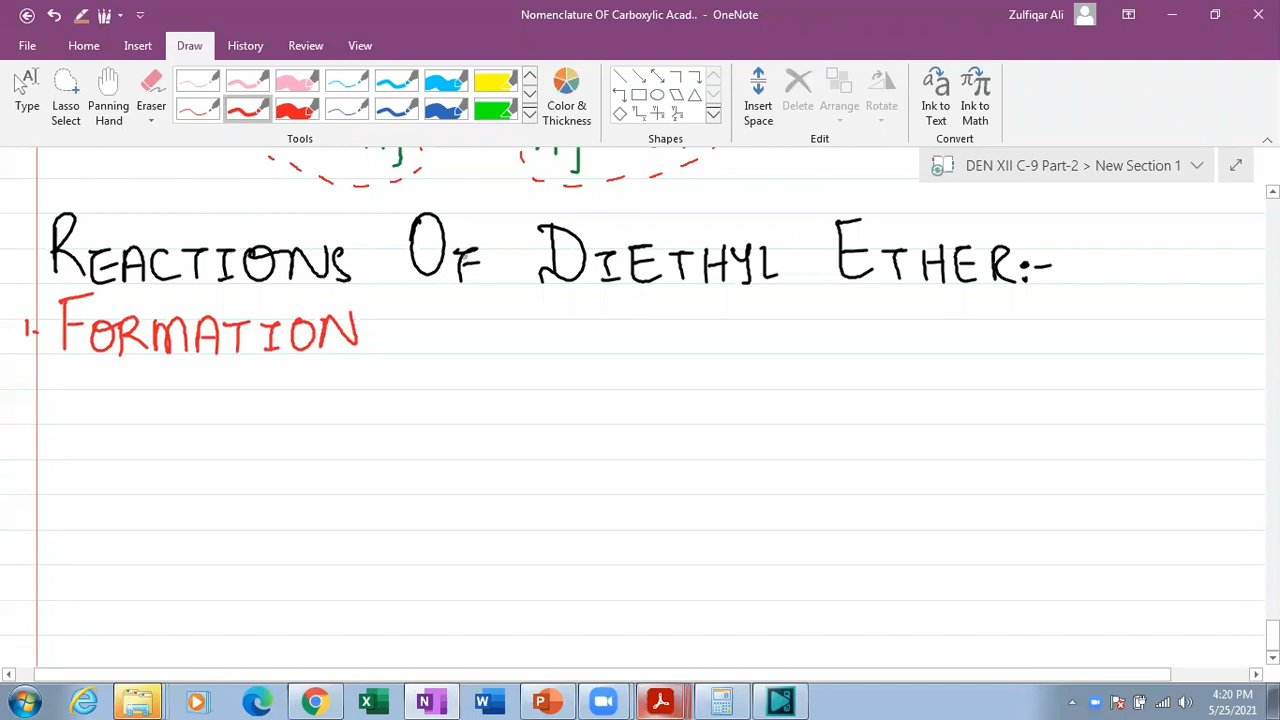 Nomenclature OF Carboxylic Acad.. - OneNote
Zulfiqar Ali
File Home Insert Draw History Review View
Type
Lasso Select
Panning Hand
Eraser
Color & Thickness
Insert Space
Delete
Arrange
Rotate
Ink to Text
Ink to Math
Tools Shapes Edit Convert
DEN XII C-9 Part-2 > New Section 1
REACTIONS OF DIETHYL ETHER:-
1. FORMATION
4:20 PM
5/25/2021